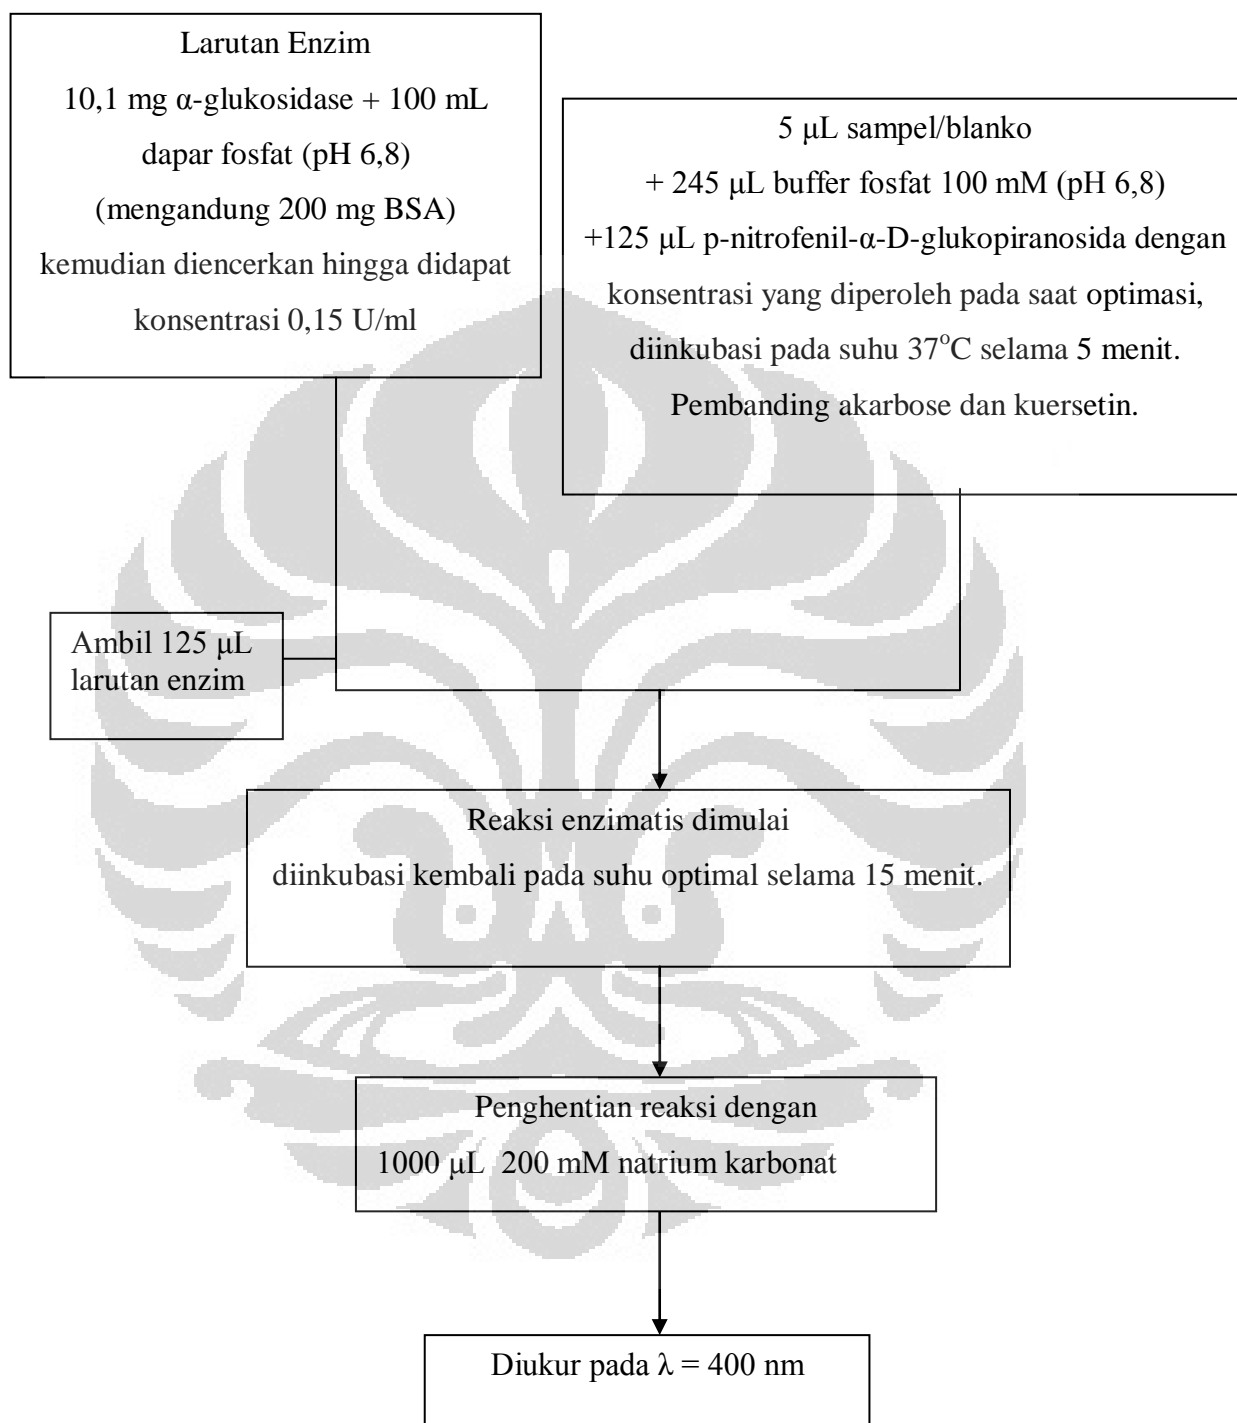 Larutan Enzim
10,1 mg α-glukosidase + 100 mL
dapar fosfat (pH 6,8)
(mengandung 200 mg BSA)
kemudian diencerkan hingga didapat
konsentrasi 0,15 U/ml
5 μL sampel/blanko
+ 245 μL buffer fosfat 100 mM (pH 6,8)
+125 μL p-nitrofenil-α-D-glukopiranosida dengan
konsentrasi yang diperoleh pada saat optimasi,
diinkubasi pada suhu 37°C selama 5 menit.
Pembanding akarbose dan kuersetin.
Ambil 125 μL
larutan enzim
Reaksi enzimatis dimulai
diinkubasi kembali pada suhu optimal selama 15 menit.
Penghentian reaksi dengan
1000 μL 200 mM natrium karbonat
Diukur pada λ = 400 nm